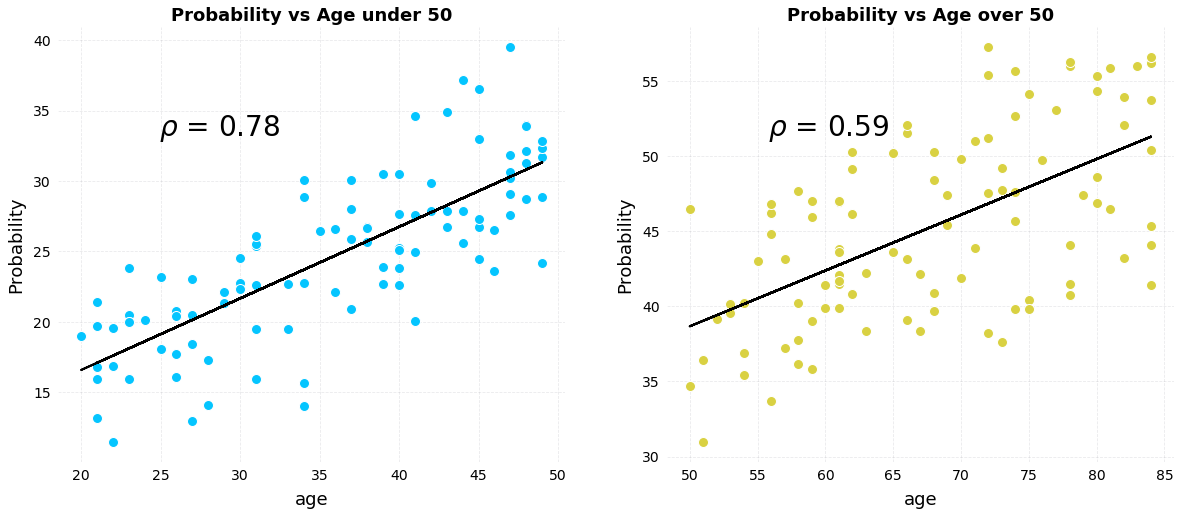 Probability vs Age under 50
Probability
40
35
30
25
20
15
ρ = 0.78
20 25 30 35 40 45 50
age
Probability vs Age over 50
Probability
55
50
45
40
35
30
ρ = 0.59
50 55 60 65 70 75 80 85
age